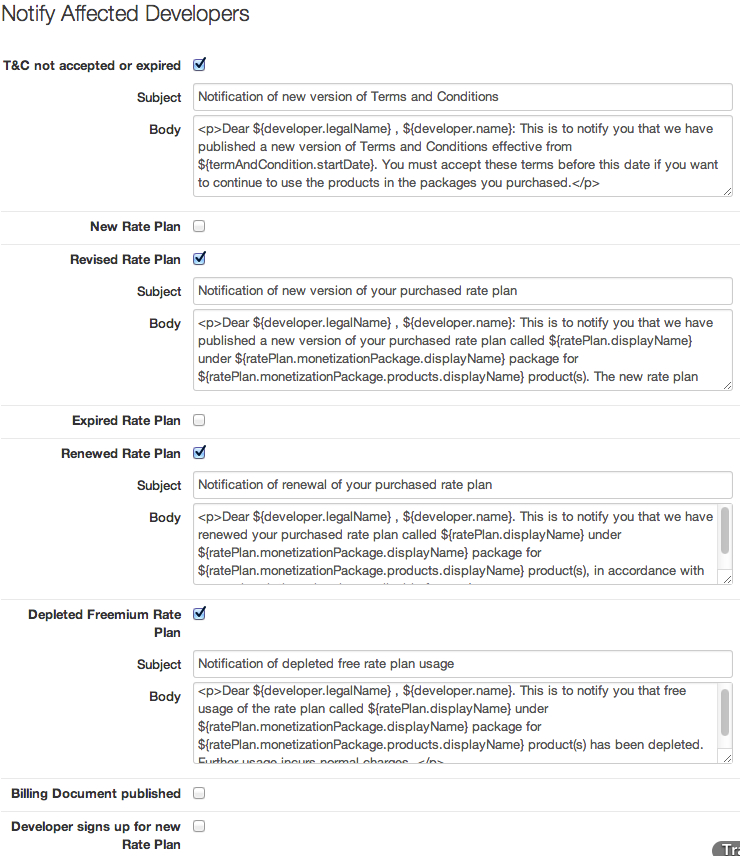 Notify Affected Developers
T&C not accepted or expired
Subject Notification of new version of Terms and Conditions
Body <p>Dear ${developer.legalName} , ${developer.name}: This is to notify you that we have
published a new version of Terms and Conditions effective from
${termAndCondition.startDate}. You must accept these terms before this date if you want
to continue to use the products in the packages you purchased.</p>
New Rate Plan
Revised Rate Plan
Subject Notification of new version of your purchased rate plan
Body <p>Dear ${developer.legalName} , ${developer.name}: This is to notify you that we have
published a new version of your purchased rate plan called ${ratePlan.displayName}
under ${ratePlan.monetizationPackage.displayName} package for
${ratePlan.monetizationPackage.products.displayName} product(s). The new rate plan
Expired Rate Plan
Renewed Rate Plan
Subject Notification of renewal of your purchased rate plan
Body <p>Dear ${developer.legalName} , ${developer.name}. This is to notify you that we have
renewed your purchased rate plan called ${ratePlan.displayName} under
${ratePlan.monetizationPackage.displayName} package for
${ratePlan.monetizationPackage.products.displayName} product(s), in accordance with
Depleted Freemium Rate
Plan
Subject Notification of depleted free rate plan usage
Body <p>Dear ${developer.legalName} , ${developer.name}. This is to notify you that free
usage of the rate plan called ${ratePlan.displayName} under
${ratePlan.monetizationPackage.displayName} package for
${ratePlan.monetizationPackage.products.displayName} product(s) has been depleted.
Further usage incurs normal charges. </p>
Billing Document published
Developer signs up for new
Rate Plan